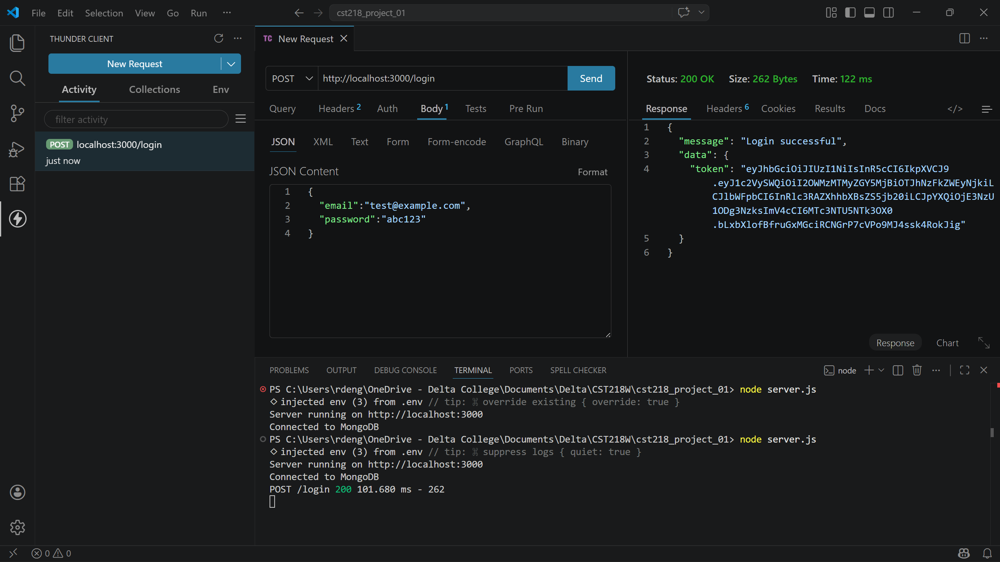 File Edit Selection View Go Run ···
cst218_project_01
THUNDER CLIENT
New Request
Activity Collections Env
filter activity
POST localhost:3000/login
just now
TC New Request
POST http://localhost:3000/login Send
Query Headers 2 Auth Body 1 Tests Pre Run
JSON XML Text Form Form-encode GraphQL Binary
JSON Content Format
1 {
2 "email":"test@example.com",
3 "password":"abc123"
4 }
Status: 200 OK Size: 262 Bytes Time: 122 ms
Response Headers 6 Cookies Results Docs </>
1 {
2 "message": "Login successful",
3 "data": {
4 "token": "eyJhbGciOiJIUzI1NiIsInR5cCI6IkpXVCJ9
.eyJ1c2VySWQiOiI2OWMzMTMyZGY5MjBiOTJhNzFkZWEyNjkiL
CJlbWFpbCI6InRlc3RAZXhhbXBsZS5jb20iLCJpYXQiOjE3NzU
1ODg3NzksImV4cCI6MTc3NTU5NTk3OX0
.bLxbXlofBfruGxMGciRCNGrP7cVPo9MJ4ssk4RokJig"
5 }
6 }
Response Chart
PROBLEMS OUTPUT DEBUG CONSOLE TERMINAL PORTS SPELL CHECKER
node
PS C:\Users\rdeng\OneDrive - Delta College\Documents\Delta\CST218W\cst218_project_01> node server.js
◇ injected env (3) from .env // tip: ⌘ override existing { override: true }
Server running on http://localhost:3000
Connected to MongoDB
PS C:\Users\rdeng\OneDrive - Delta College\Documents\Delta\CST218W\cst218_project_01> node server.js
◇ injected env (3) from .env // tip: ⌘ suppress logs { quiet: true }
Server running on http://localhost:3000
Connected to MongoDB
POST /login 200 101.680 ms - 262
0 0